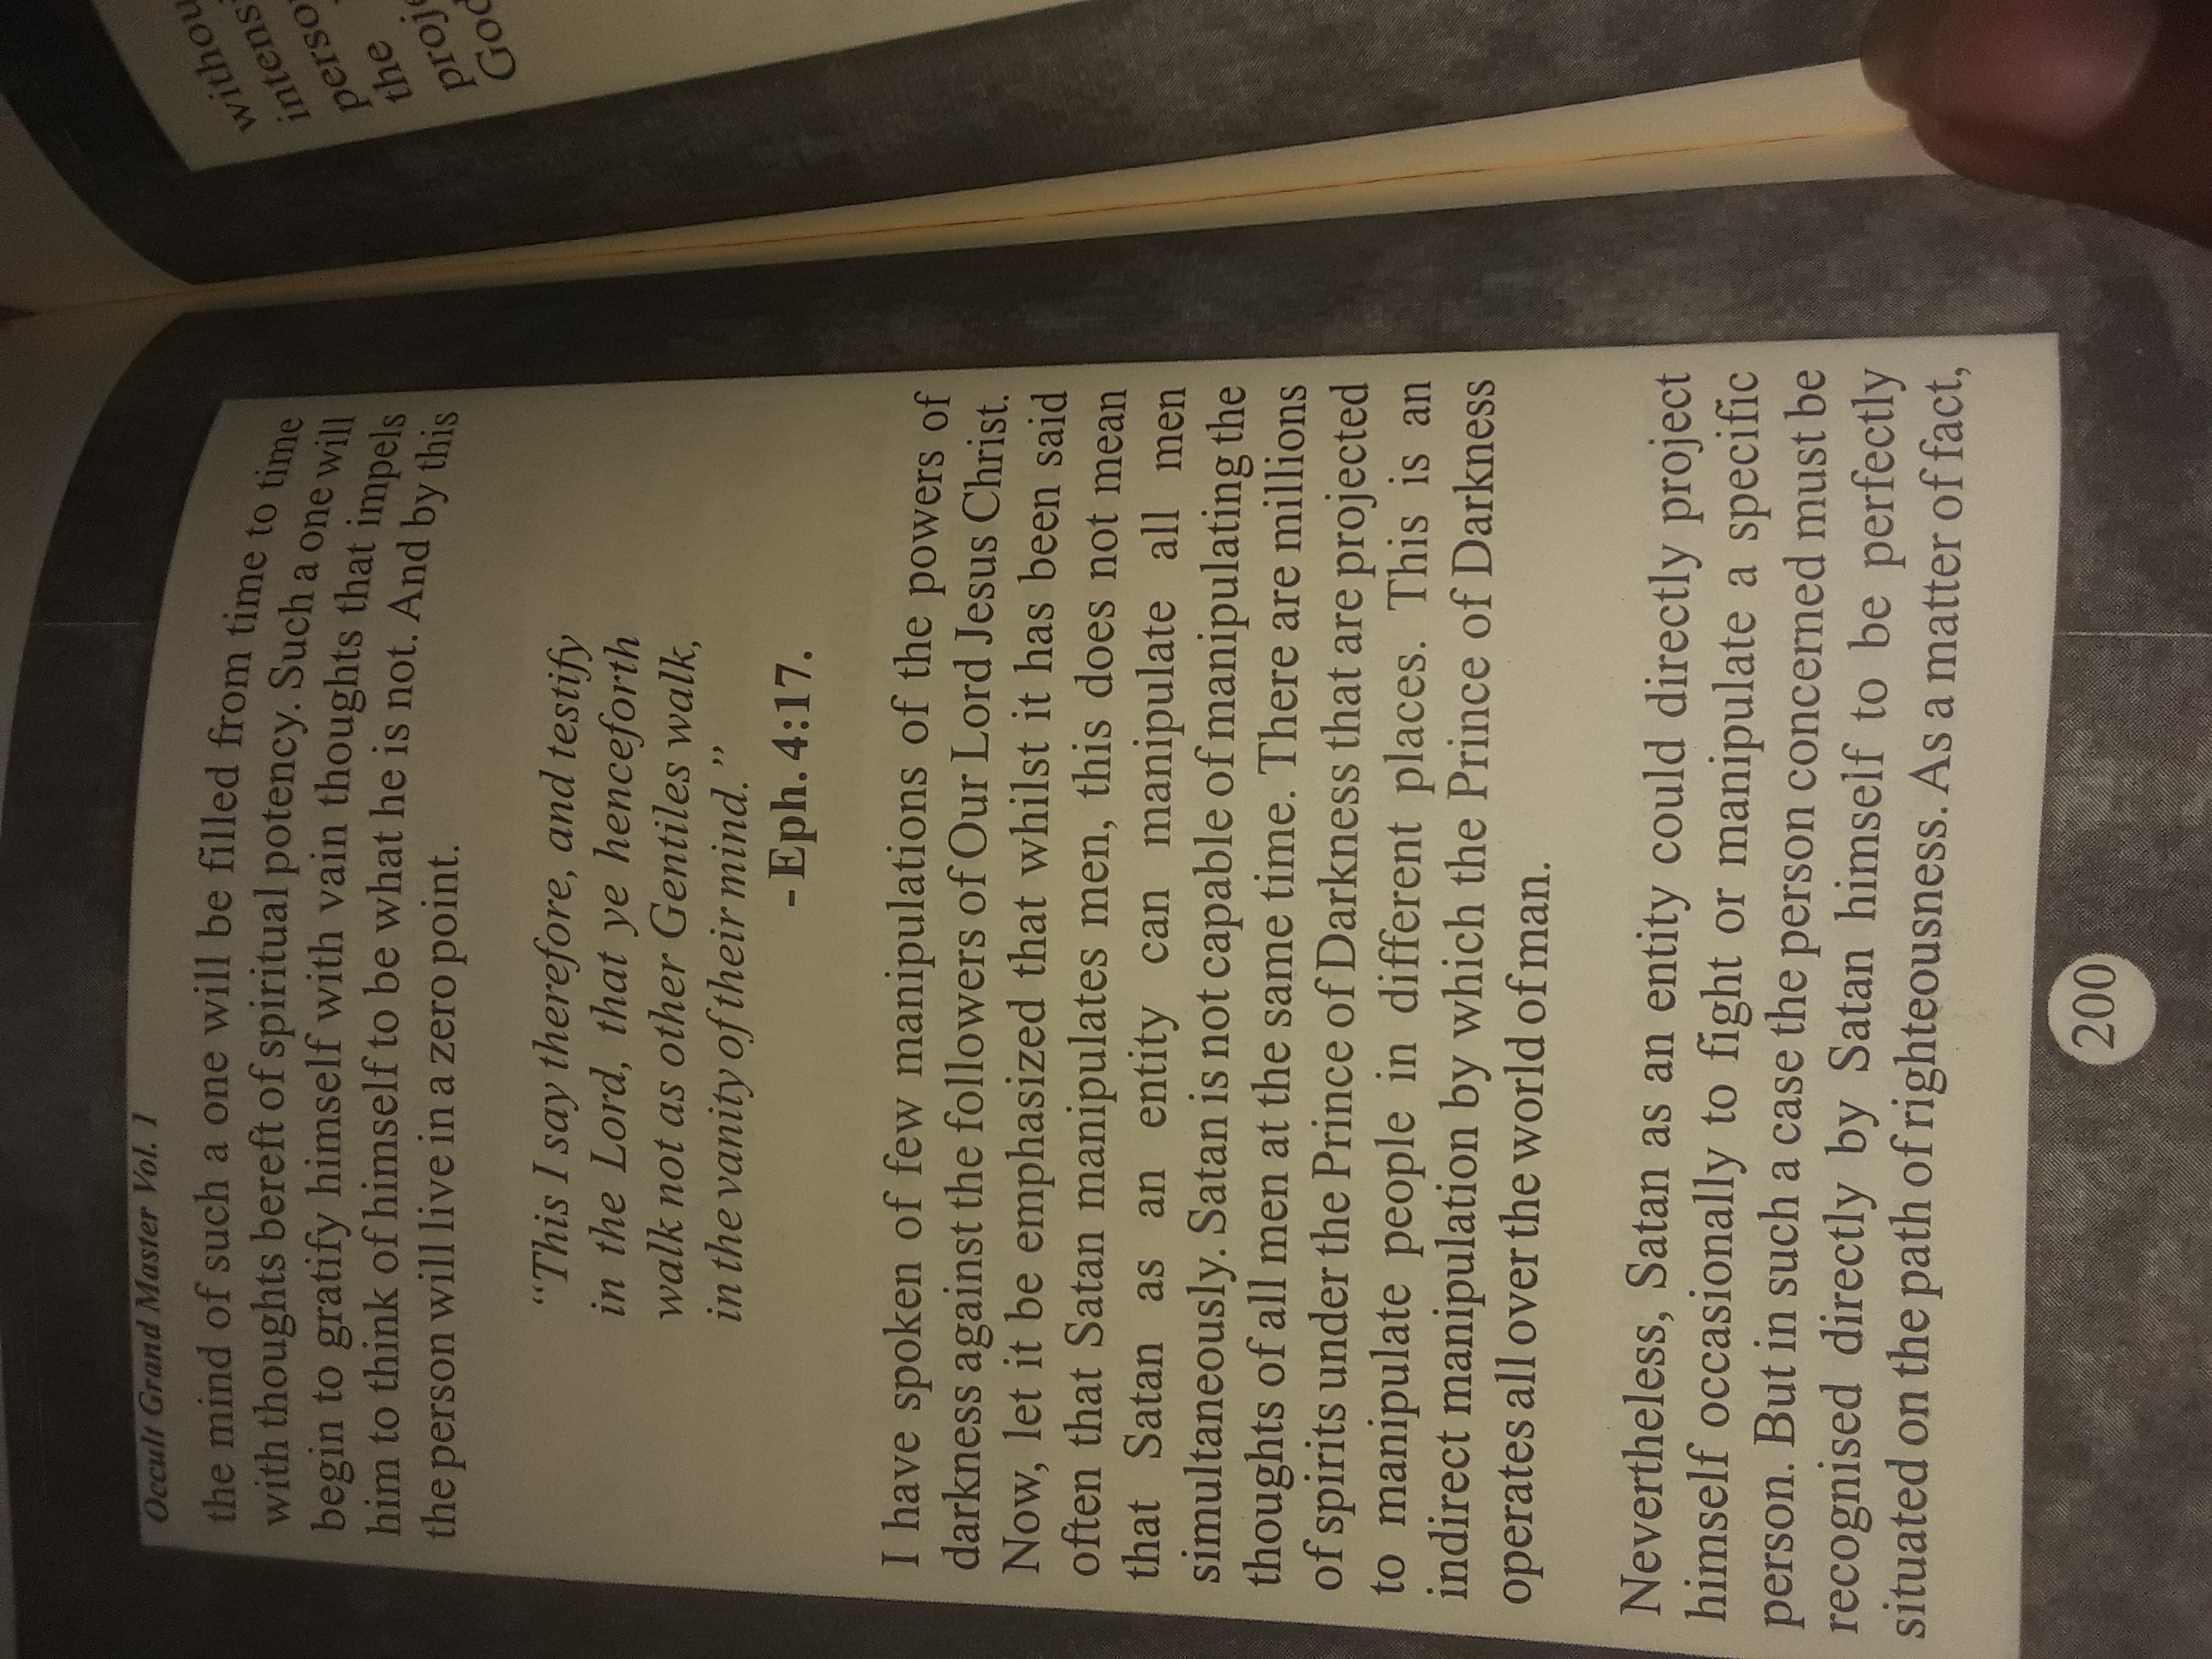 Occult Grand Master Vol. 1
the mind of such a one will be filled from time to time
with thoughts bereft of spiritual potency. Such a one will
begin to gratify himself with vain thoughts that impels
him to think of himself to be what he is not. And by this
the person will live in a zero point.
“This I say therefore, and testify
in the Lord, that ye henceforth
walk not as other Gentiles walk,
in the vanity of their mind.”
-Eph. 4:17.
I have spoken of few manipulations of the powers of
darkness against the followers of Our Lord Jesus Christ.
Now, let it be emphasized that whilst it has been said
often that Satan manipulates men, this does not mean
that Satan as an entity can manipulate all men
simultaneously. Satan is not capable of manipulating the
thoughts of all men at the same time. There are millions
of spirits under the Prince of Darkness that are projected
to manipulate people in different places. This is an
indirect manipulation by which the Prince of Darkness
operates all over the world of man.
Nevertheless, Satan as an entity could directly project
himself occasionally to fight or manipulate a specific
person. But in such a case the person concerned must be
recognised directly by Satan himself to be perfectly
situated on the path of righteousness. As a matter of fact,
200
the